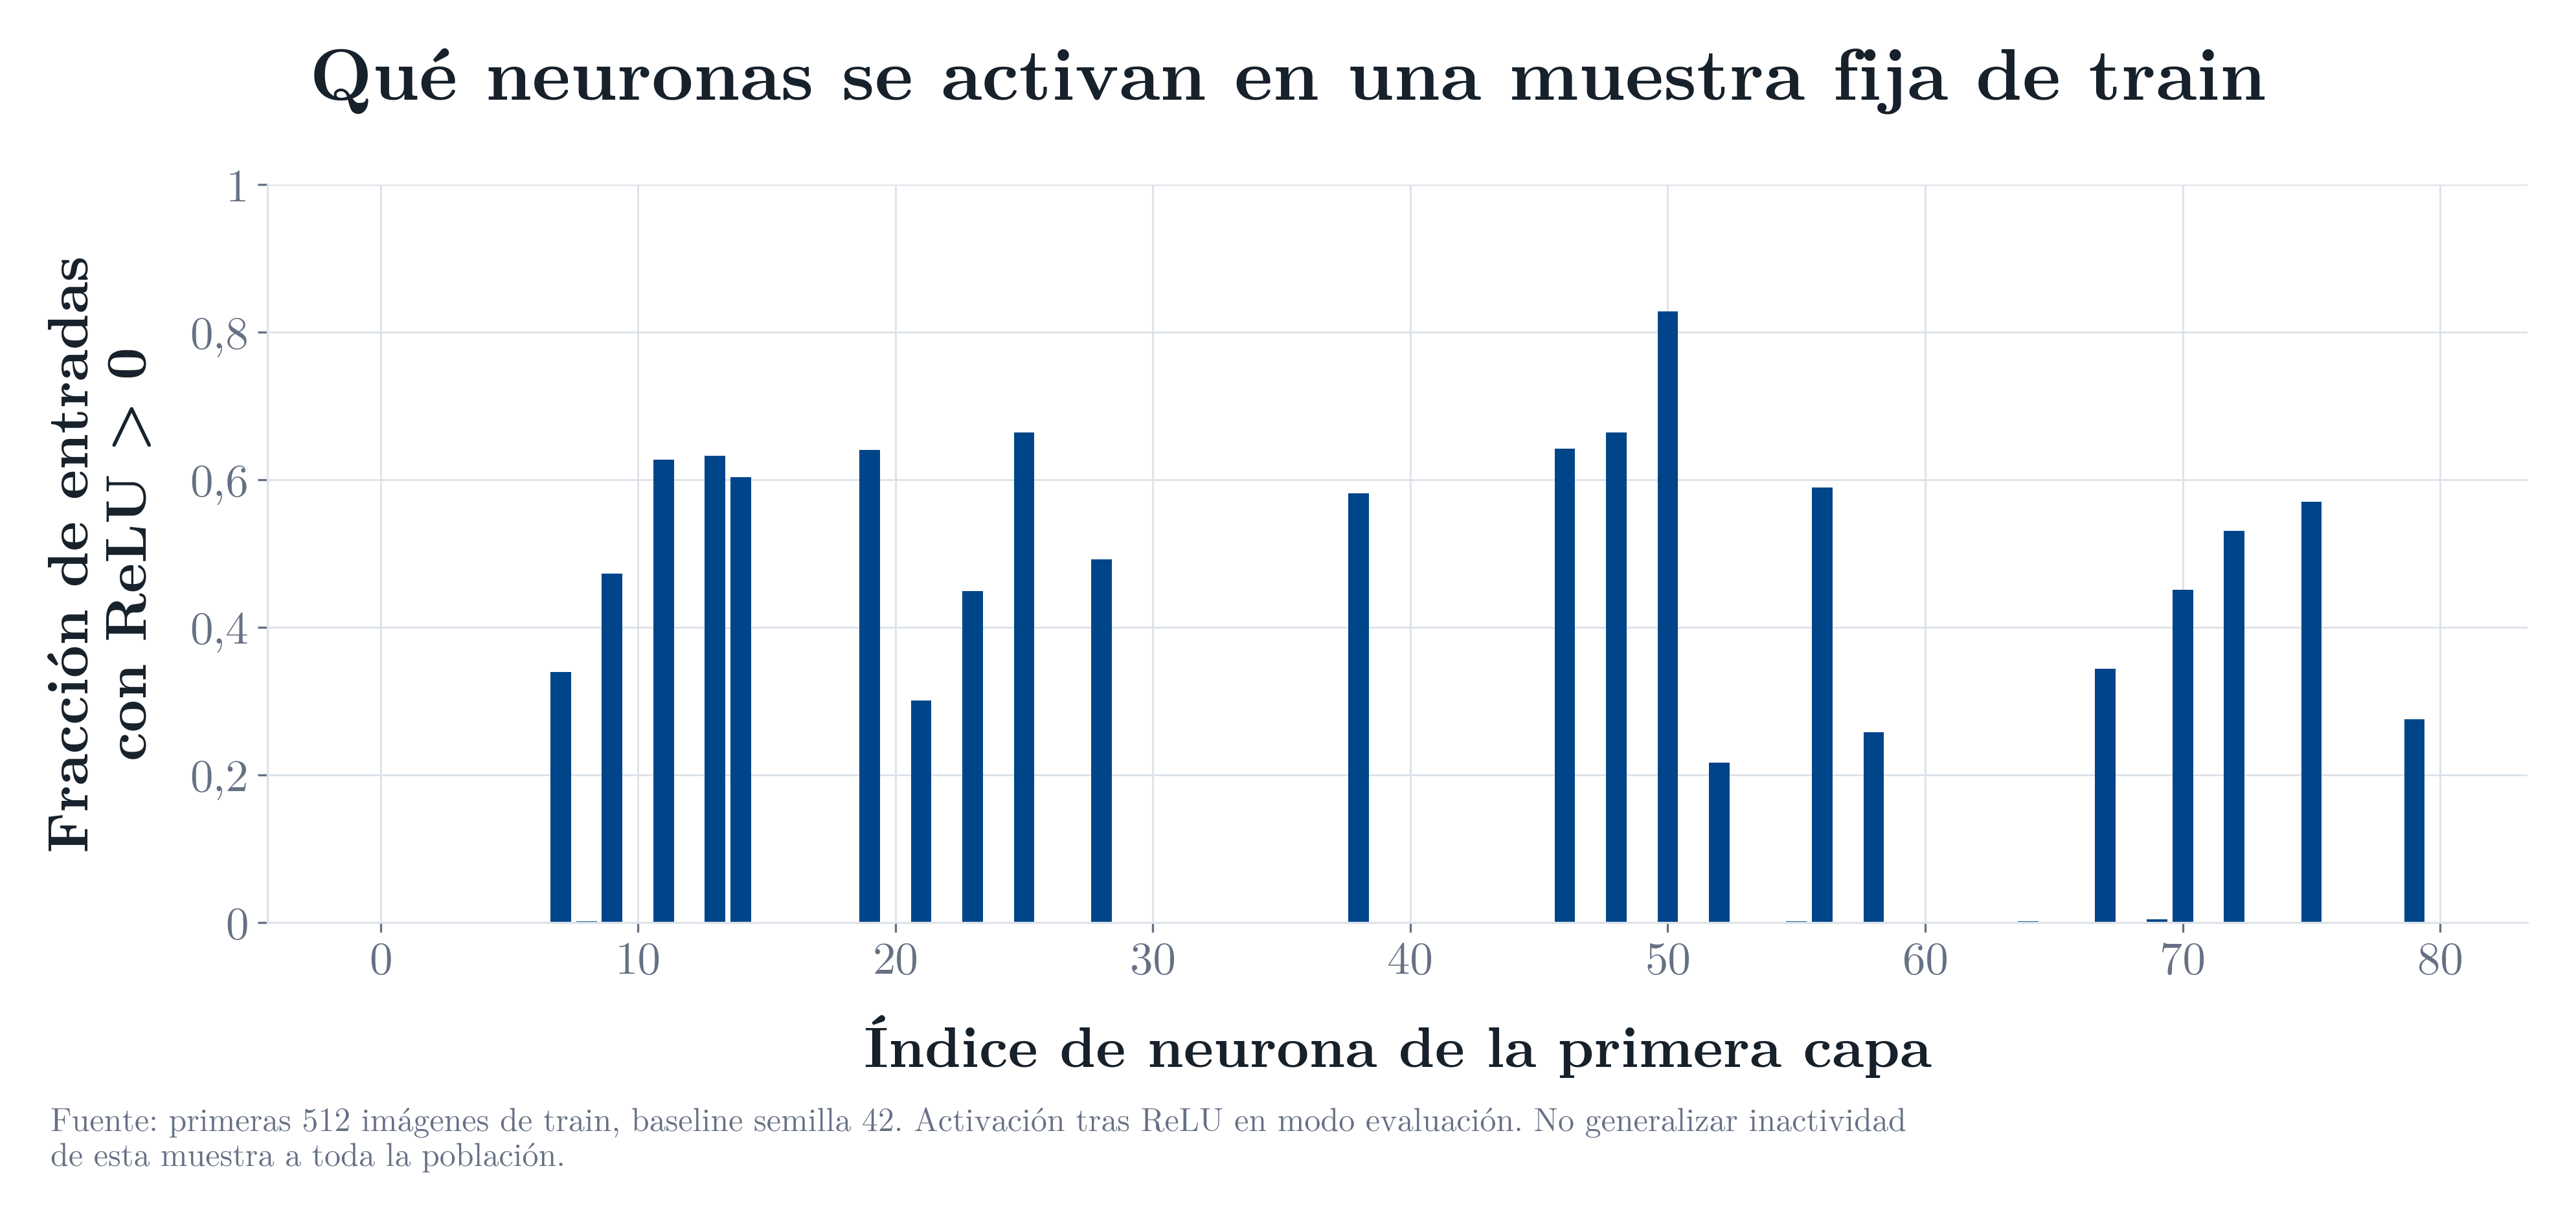 Qué neuronas se activan en una muestra fija de train
Fracción de entradas
con ReLU > 0
1
0,8
0,6
0,4
0,2
0
0 10 20 30 40 50 60 70 80
Índice de neurona de la primera capa
Fuente: primeras 512 imágenes de train, baseline semilla 42. Activación tras ReLU en modo evaluación. No generalizar inactividad
de esta muestra a toda la población.